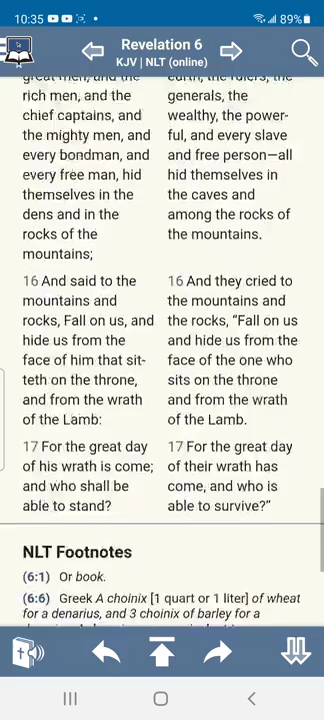 10:35
89%
Revelation 6
KJV | NLT (online)
great men, and the
rich men, and the
chief captains, and
the mighty men, and
every bondman, and
every free man, hid
themselves in the
dens and in the
rocks of the
mountains;
16 And said to the
mountains and
rocks, Fall on us, and
hide us from the
face of him that sit-
teth on the throne,
and from the wrath
of the Lamb:
17 For the great day
of his wrath is come;
and who shall be
able to stand?
earth, the rulers, the
generals, the
wealthy, the power-
ful, and every slave
and free person—all
hid themselves in
the caves and
among the rocks of
the mountains.
16 And they cried to
the mountains and
the rocks, “Fall on us
and hide us from the
face of the one who
sits on the throne
and from the wrath
of the Lamb.
17 For the great day
of their wrath has
come, and who is
able to survive?”
NLT Footnotes
(6:1) Or book.
(6:6) Greek A choinix [1 quart or 1 liter] of wheat
for a denarius, and 3 choinix of barley for a